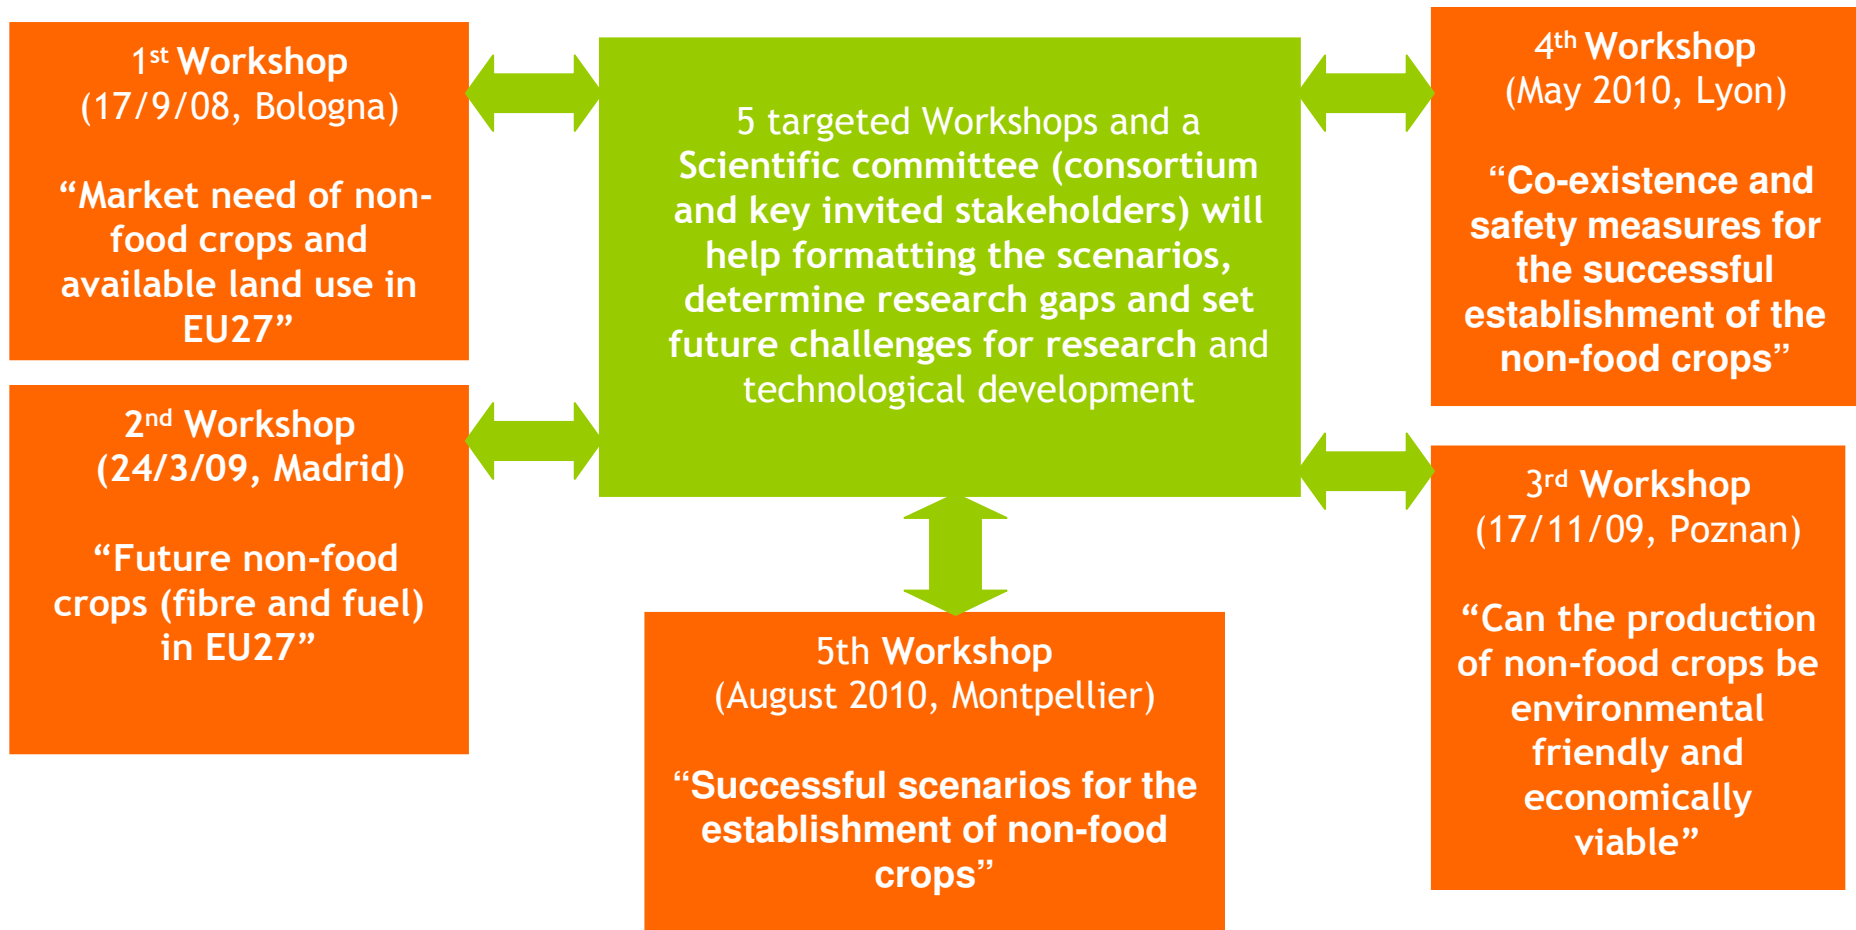 1st Workshop
(17/9/08, Bologna)
“Market need of non-
food crops and
available land use in
EU27”
2nd Workshop
(24/3/09, Madrid)
“Future non-food
crops (fibre and fuel)
in EU27”
5 targeted Workshops and a
Scientific committee (consortium
and key invited stakeholders) will
help formatting the scenarios,
determine research gaps and set
future challenges for research and
technological development
5th Workshop
(August 2010, Montpellier)
“Successful scenarios for the
establishment of non-food
crops”
4th Workshop
(May 2010, Lyon)
“Co-existence and
safety measures for
the successful
establishment of the
non-food crops”
3rd Workshop
(17/11/09, Poznan)
“Can the production
of non-food crops be
environmental
friendly and
economically
viable”